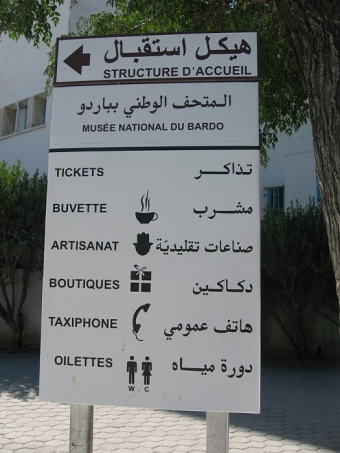 هيكل استقبال
STRUCTURE D'ACCUEIL
المتحف الوطني بباردو
MUSÉE NATIONAL DU BARDO
TICKETS تذاكر
BUVETTE مشرب
ARTISANAT صناعات تقليديّة
BOUTIQUES دكاكين
TAXIPHONE هاتف عمومي
OILETTES دورة مياه
W.C